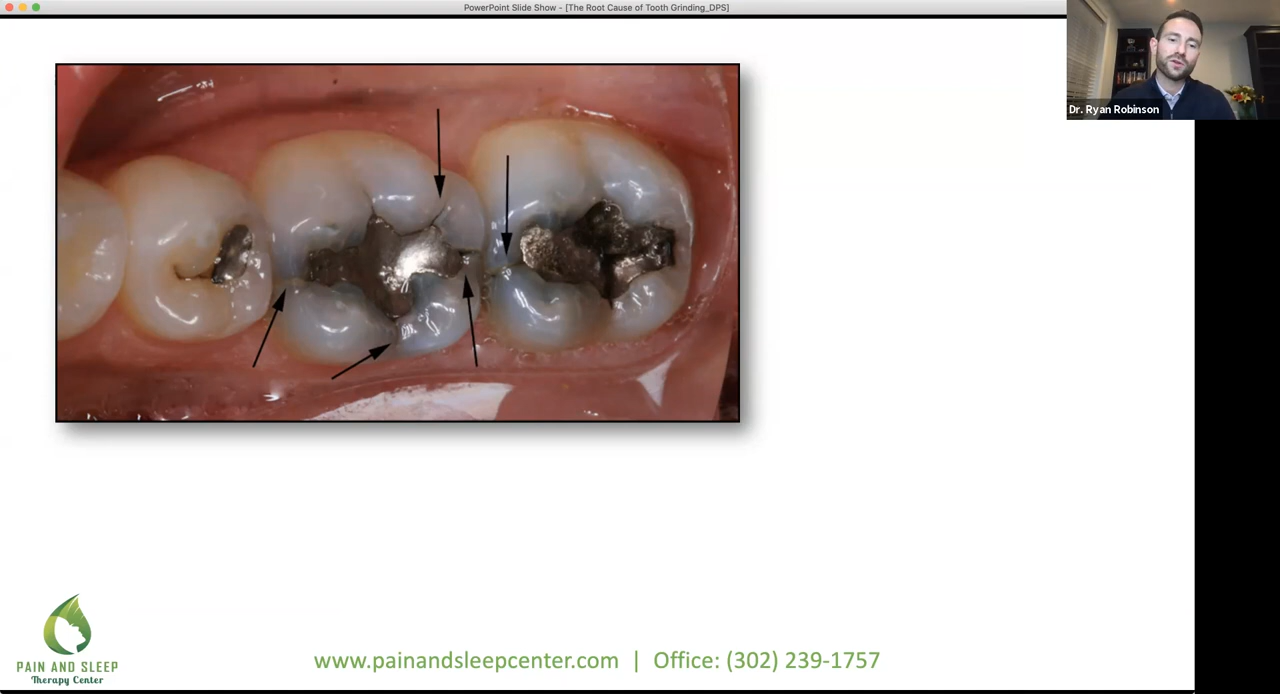 PowerPoint Slide Show - [The Root Cause of Tooth Grinding_DPS]
Dr. Ryan Robinson
PAIN AND SLEEP
Therapy Center
www.painandsleepcenter.com | Office: (302) 239-1757